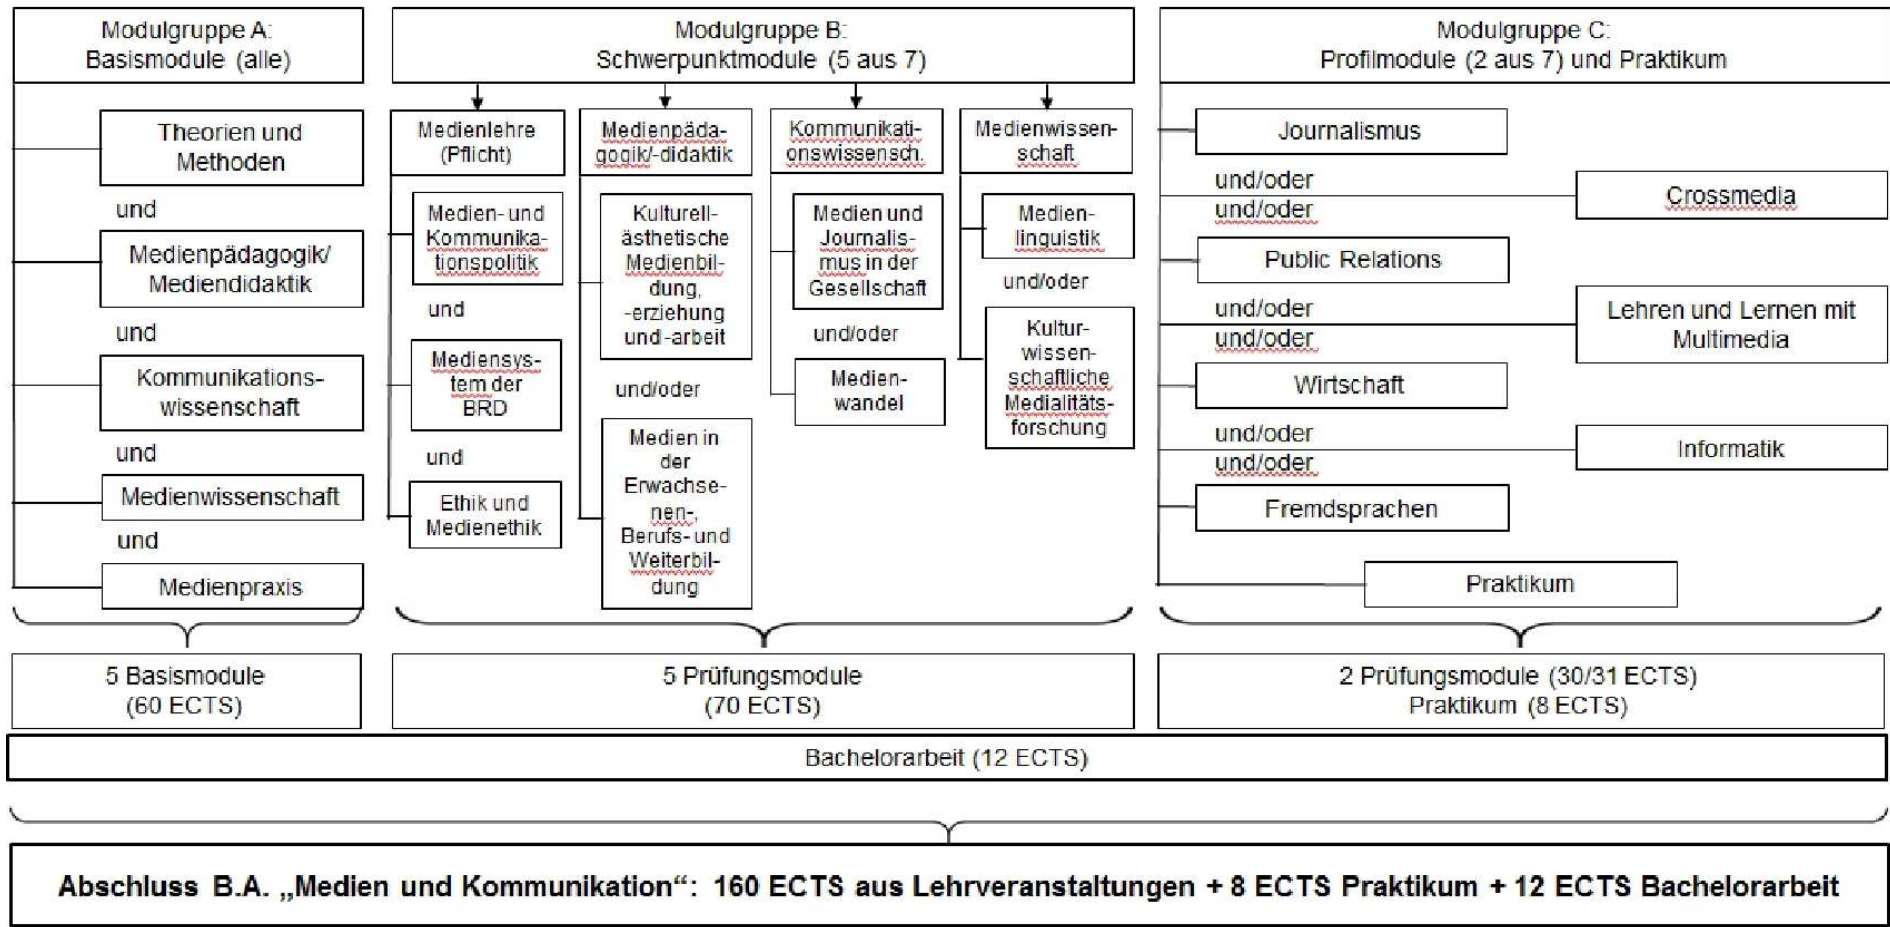 Modulgruppe A:
Basismodule (alle)
Theorien und
Methoden
und
Medienpädagogik/
Mediendidaktik
und
Kommunikations-
wissenschaft
und
Medienwissenschaft
und
Medienpraxis
5 Basismodule
(60 ECTS)
Modulgruppe B:
Schwerpunktmodule (5 aus 7)
Medienlehre
(Pflicht)
Medien- und
Kommunika-
tionspolitik
und
Mediensys-
tem der
BRD
und
Ethik und
Medienethik
Medienpäda-
gogik/-didaktik
Kulturell-
ästhetische
Medienbil-
dung,
-erziehung
und -arbeit
und/oder
Medien in
der
Erwachse-
nen-,
Berufs- und
Weiterbil-
dung
Kommunikati-
onswissensch.
Medien und
Journalis-
mus in der
Gesellschaft
und/oder
Medien-
wandel
Medienwissen-
schaft
Medien-
linguistik
und/oder
Kultur-
wissen-
schaftliche
Medialitäts-
forschung
5 Prüfungsmodule
(70 ECTS)
Modulgruppe C:
Profilmodule (2 aus 7) und Praktikum
Journalismus
und/oder
Crossmedia
und/oder
Public Relations
und/oder
Lehren und Lernen mit
Multimedia
und/oder
Wirtschaft
und/oder
Informatik
und/oder
Fremdsprachen
Praktikum
2 Prüfungsmodule (30/31 ECTS)
Praktikum (8 ECTS)
Bachelorarbeit (12 ECTS)
Abschluss B.A. „Medien und Kommunikation“: 160 ECTS aus Lehrveranstaltungen + 8 ECTS Praktikum + 12 ECTS Bachelorarbeit